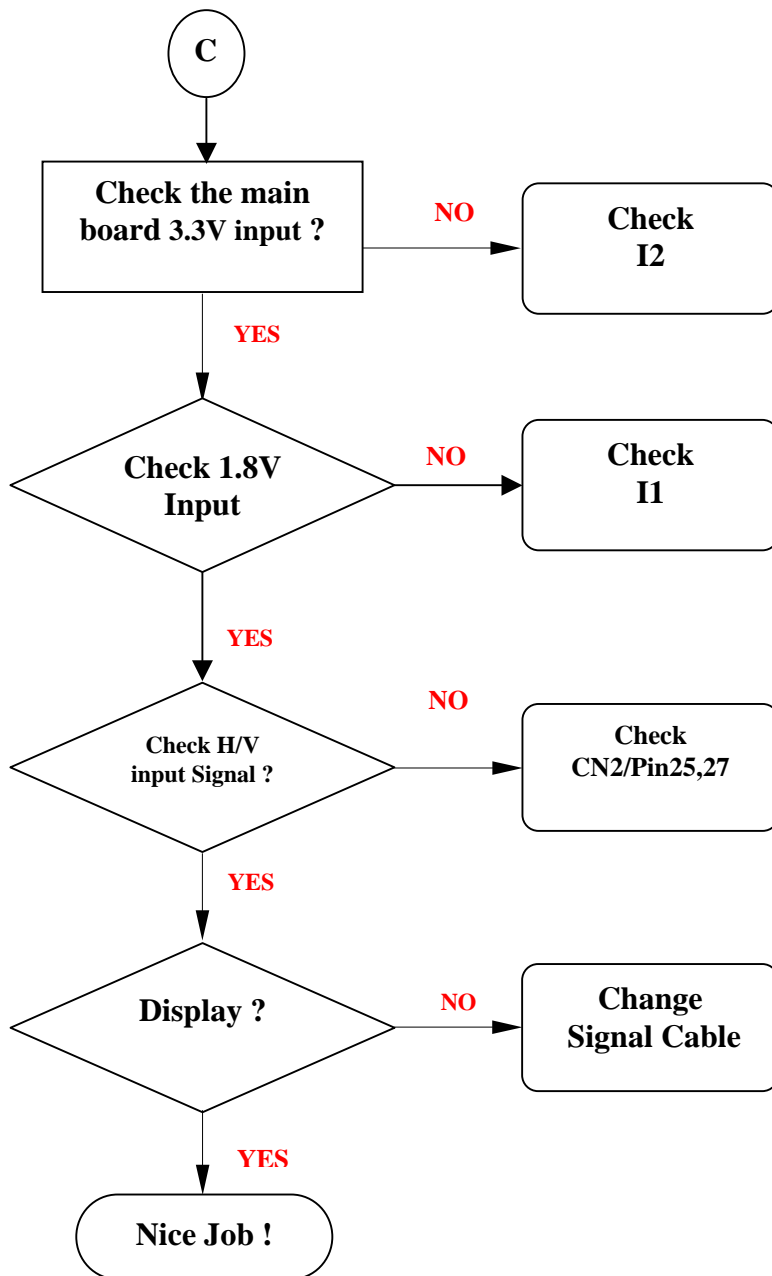 C
Check the main
board 3.3V input ?
NO
Check
I2
YES
Check 1.8V
Input
NO
Check
I1
YES
Check H/V
input Signal ?
NO
Check
CN2/Pin25,27
YES
Display ?
NO
Change
Signal Cable
YES
Nice Job !